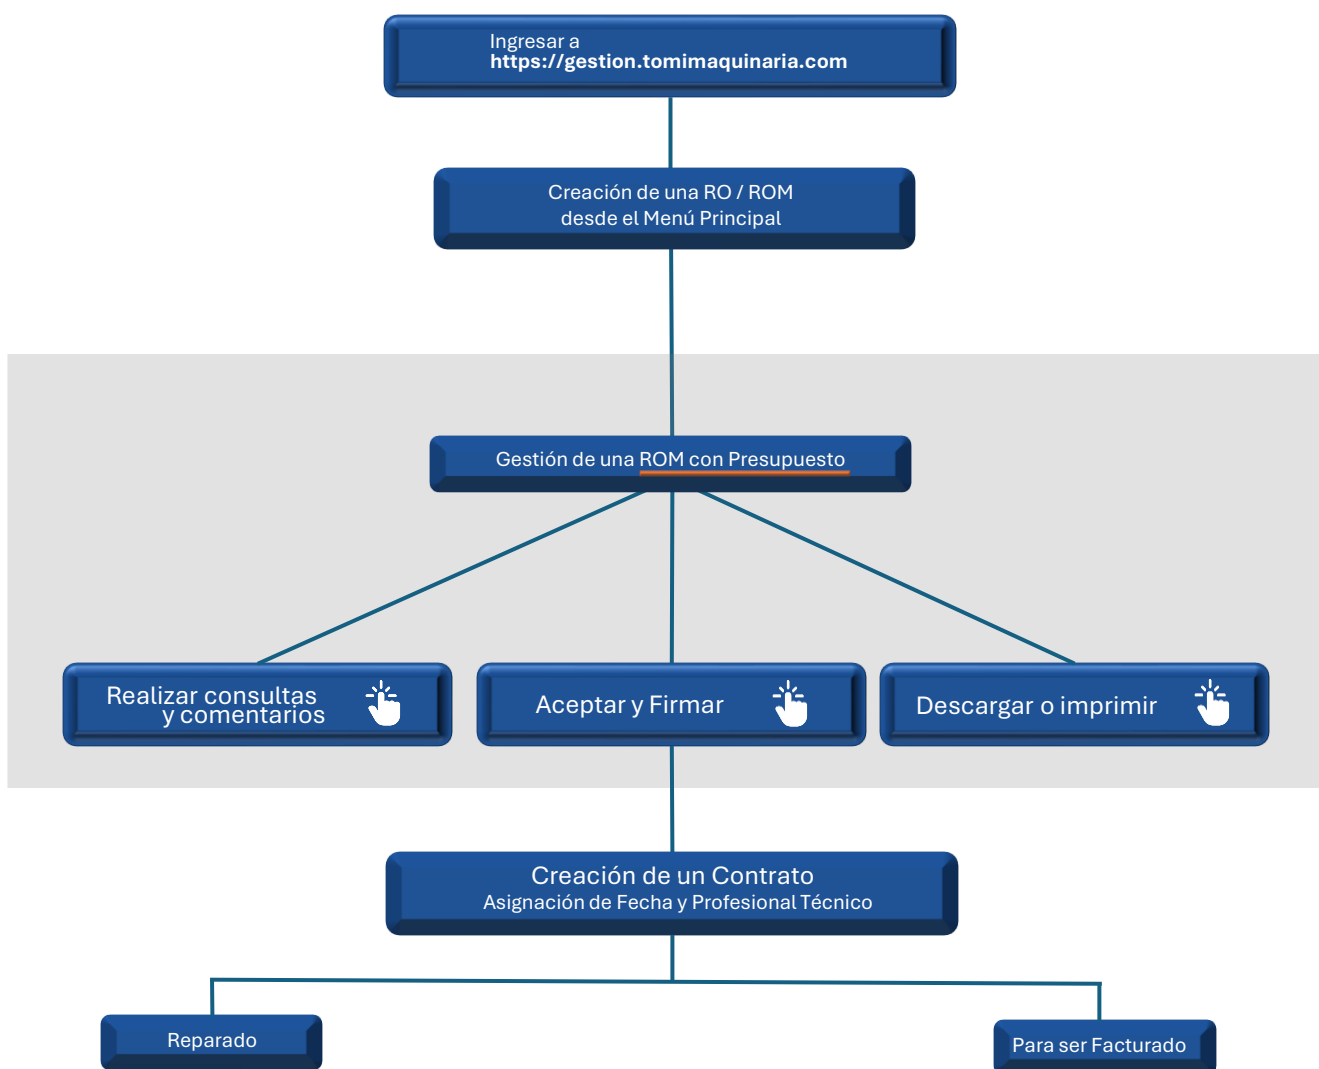 Ingresar a
https://gestion.tomimaquinaria.com
Creación de una RO / ROM
desde el Menú Principal
Gestión de una ROM con Presupuesto
Realizar consultas
y comentarios
Aceptar y Firmar
Descargar o imprimir
Creación de un Contrato
Asignación de Fecha y Profesional Técnico
Reparado
Para ser Facturado